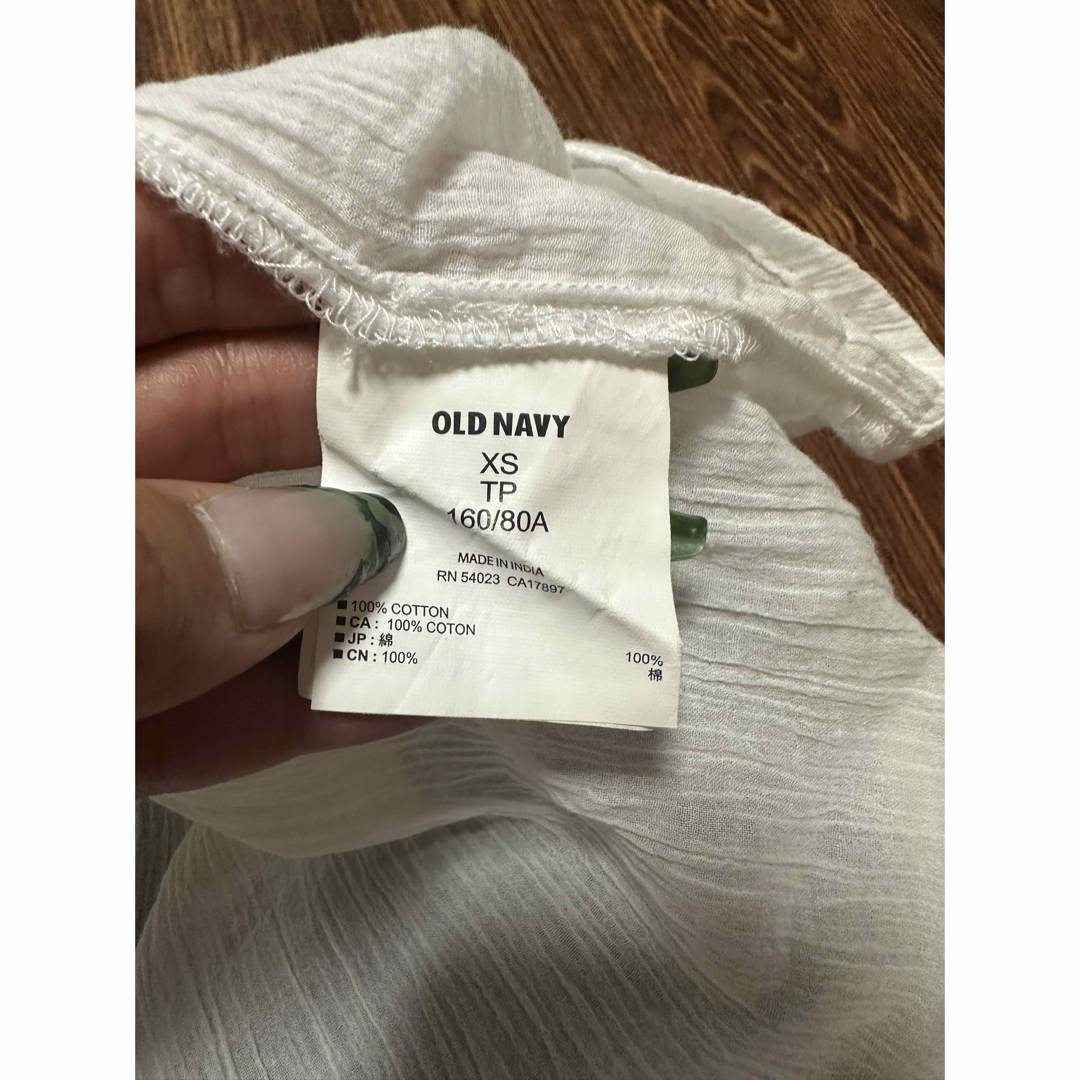 OLD NAVY
XS
TP
160/80A
MADE IN INDIA
RN 54023 CA17897
■ 100% COTTON
■ CA : 100% COTON
■ JP : 綿
■ CN : 100% 100%
棉